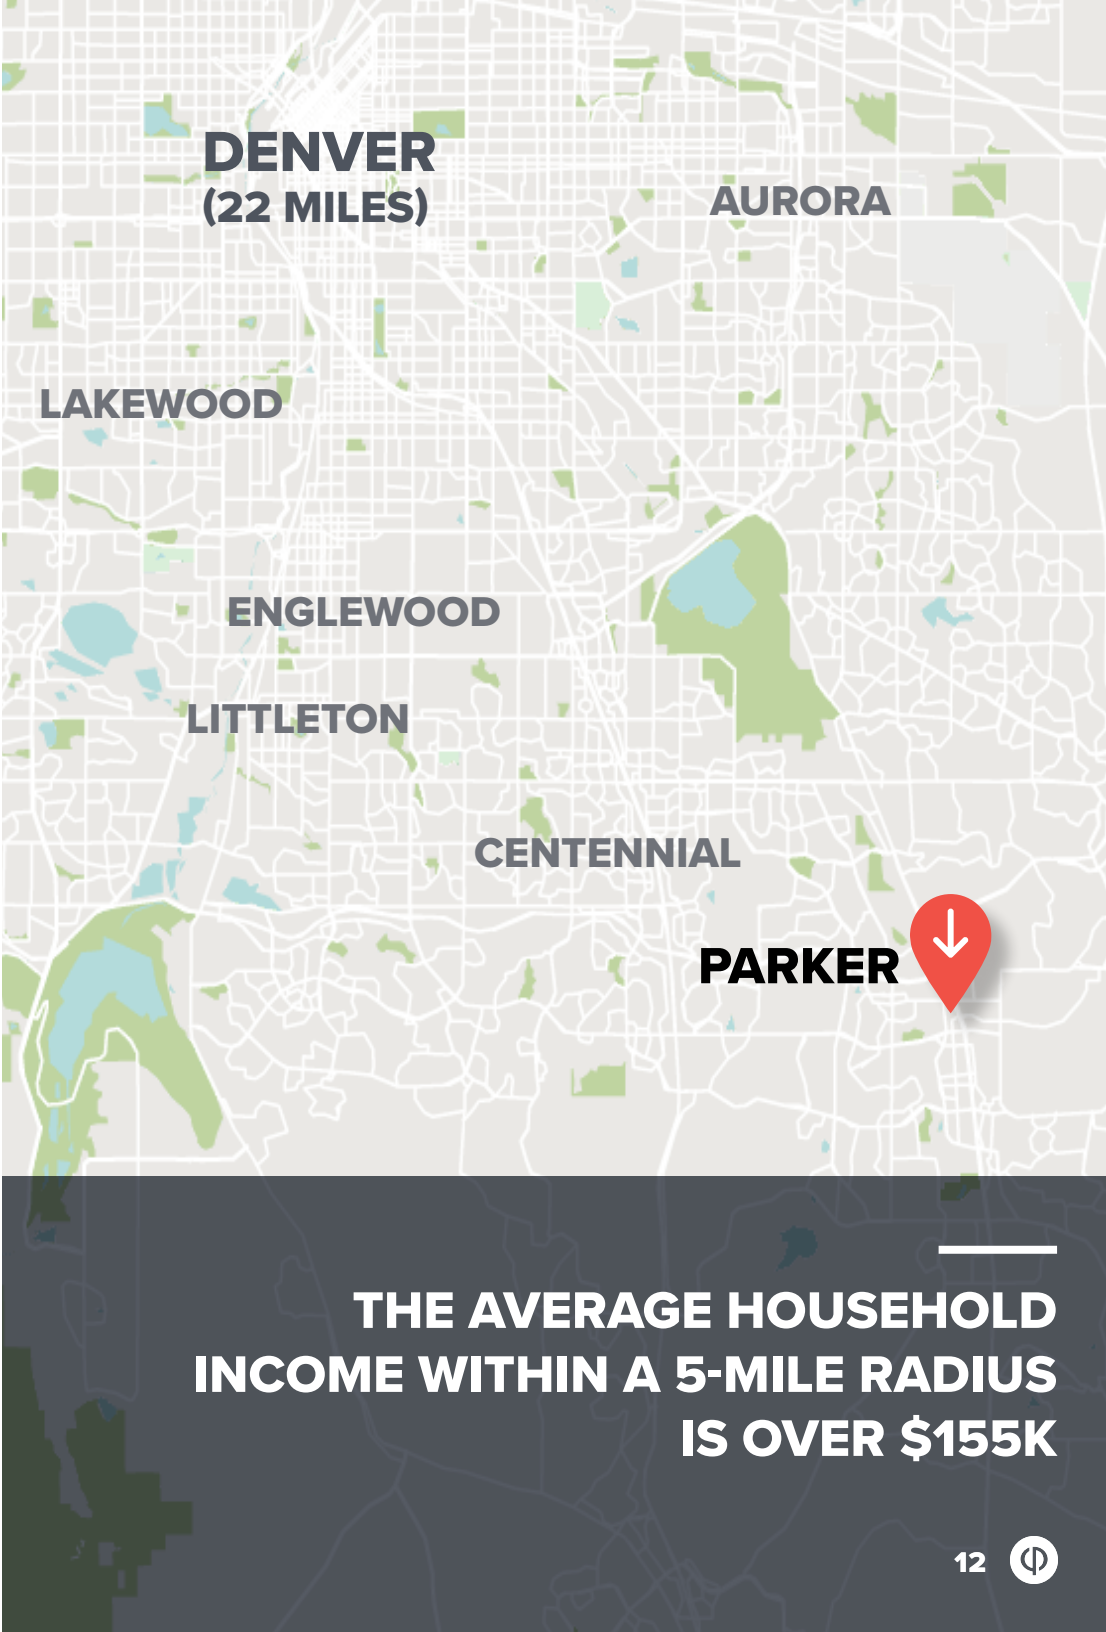 DENVER
(22 MILES)
AURORA
LAKEWOOD
ENGLEWOOD
LITTLETON
CENTENNIAL
PARKER
THE AVERAGE HOUSEHOLD
INCOME WITHIN A 5-MILE RADIUS
IS OVER $155K
12